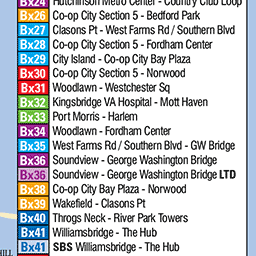 Bx24 Hutchinson Metro Center - Country Club Loop
Bx26 Co-op City Section 5 - Bedford Park
Bx27 Clasons Pt - West Farms Rd / Southern Blvd
Bx28 Co-op City Section 5 - Fordham Center
Bx29 City Island - Co-op City Bay Plaza
Bx30 Co-op City Section 5 - Norwood
Bx31 Woodlawn - Westchester Sq
Bx32 Kingsbridge VA Hospital - Mott Haven
Bx33 Port Morris - Harlem
Bx34 Woodlawn - Fordham Center
Bx35 West Farms Rd / Southern Blvd - GW Bridge
Bx36 Soundview - George Washington Bridge
Bx36 Soundview - George Washington Bridge LTD
Bx38 Co-op City Bay Plaza - Norwood
Bx39 Wakefield - Clasons Pt
Bx40 Throgs Neck - River Park Towers
Bx41 Williamsbridge - The Hub
Bx41 SBS Williamsbridge - The Hub